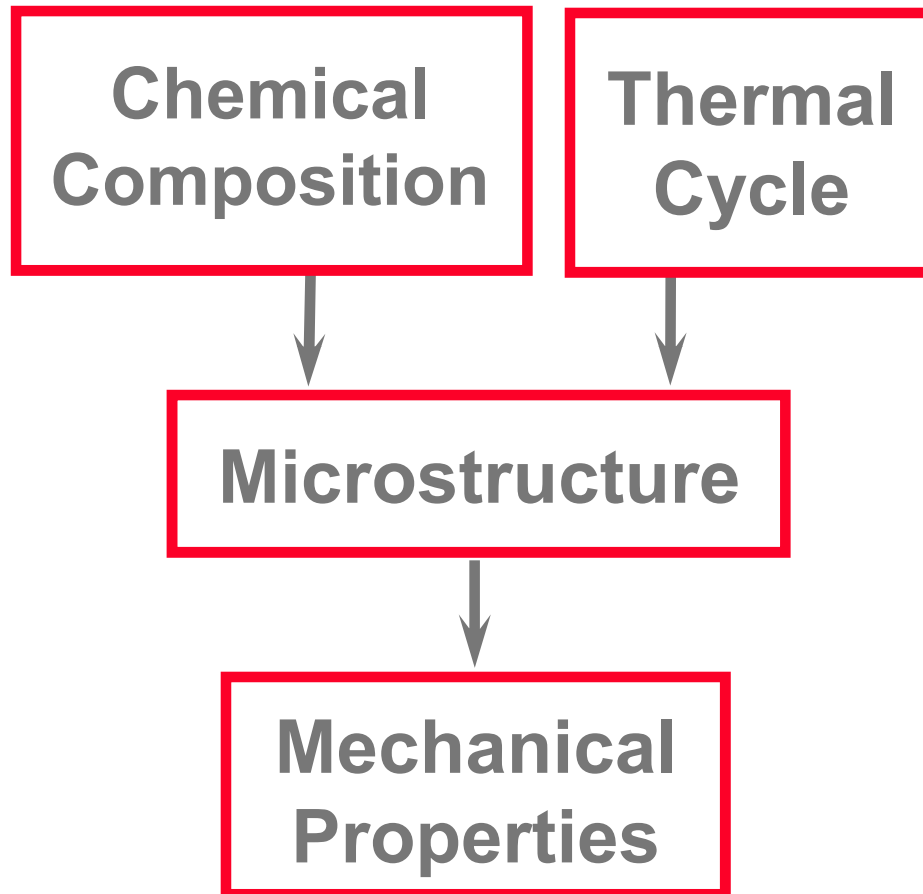 Chemical
Composition
Thermal
Cycle
Microstructure
Mechanical
Properties